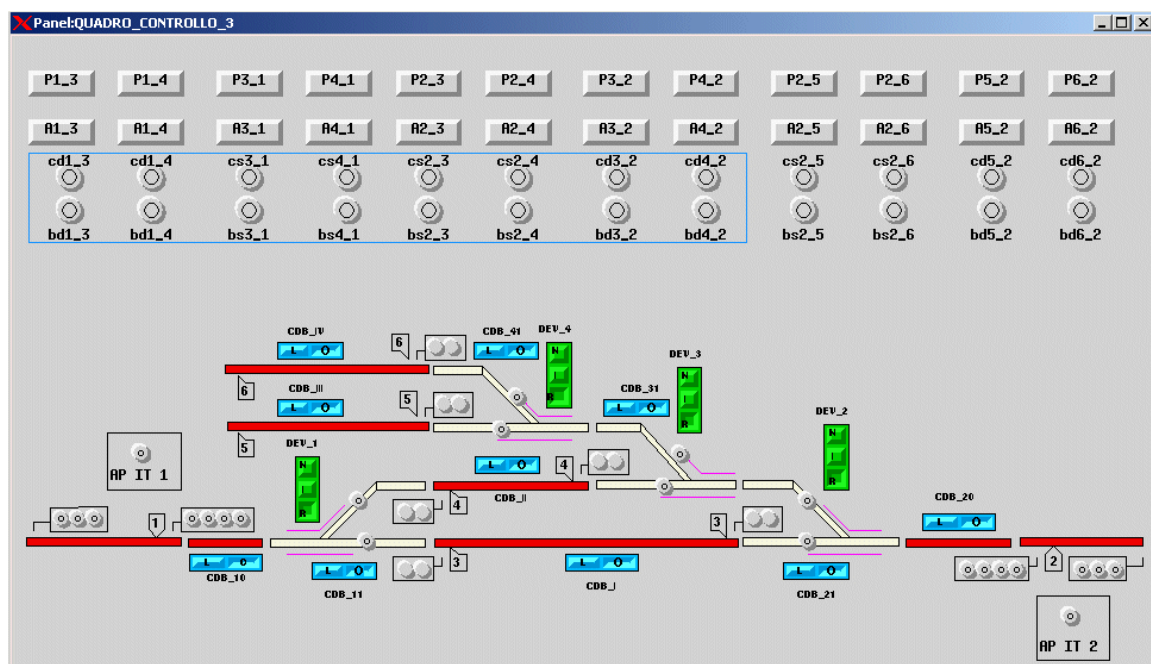 Panel:QUADRO_CONTROLLO_3
P1_3 P1_4 P3_1 P4_1 P2_3 P2_4 P3_2 P4_2 P2_5 P2_6 P5_2 P6_2
A1_3 A1_4 A3_1 A4_1 A2_3 A2_4 A3_2 A4_2 A2_5 A2_6 A5_2 A6_2
cd1_3 cd1_4 cs3_1 cs4_1 cs2_3 cs2_4 cd3_2 cd4_2 cs2_5 cs2_6 cd5_2 cd6_2
bd1_3 bd1_4 bs3_1 bs4_1 bs2_3 bs2_4 bd3_2 bd4_2 bs2_5 bs2_6 bd5_2 bd6_2
CDB_IV
L O
6
CDB_41
L O
DEV_4
N
I
R
DEV_3
N
I
R
6
CDB_III
L O
5
CDB_31
L O
DEV_2
N
I
R
5
AP IT 1
DEV_1
N
I
R
L O
CDB_II
4
4
CDB_20
L O
1
3
L O
CDB_10
L O
CDB_11
3
L O
CDB_I
L O
CDB_21
2
AP IT 2